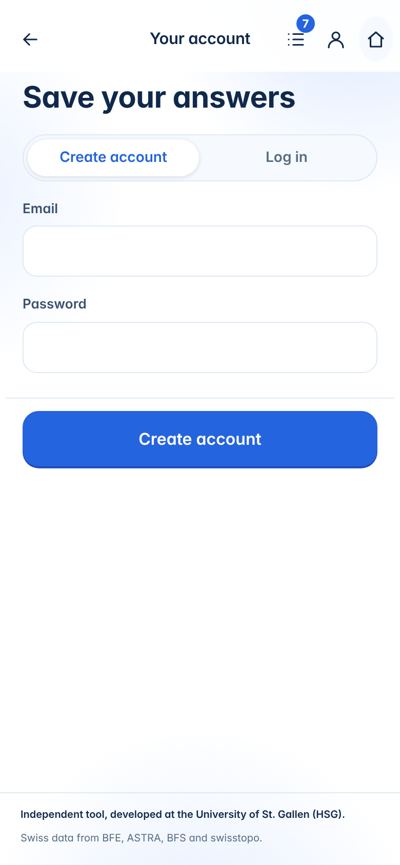 Your account
7
Save your answers
Create account
Log in
Email
Password
Create account
Independent tool, developed at the University of St. Gallen (HSG).
Swiss data from BFE, ASTRA, BFS and swisstopo.